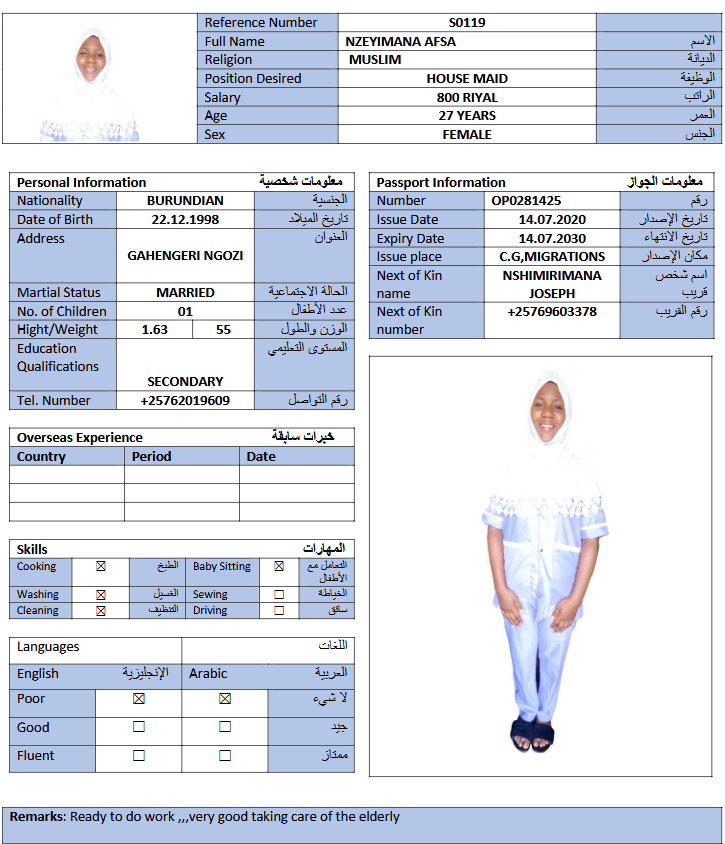 Reference Number S0119
Full Name NZEYIMANA AFSA الاسم
Religion MUSLIM الديانة
Position Desired HOUSE MAID الوظيفة
Salary 800 RIYAL الراتب
Age 27 YEARS العمر
Sex FEMALE الجنس
Personal Information معلومات شخصية
Nationality BURUNDIAN الجنسية
Date of Birth 22.12.1998 تاريخ الميلاد
Address العنوان
GAHENGERI NGOZI
Martial Status MARRIED الحالة الاجتماعية
No. of Children 01 عدد الأطفال
Hight/Weight 1.63 55 الوزن والطول
Education المستوى التعليمي
Qualifications
SECONDARY
Tel. Number +25762019609 رقم التواصل
Passport Information معلومات الجواز
Number OP0281425 رقم
Issue Date 14.07.2020 تاريخ الإصدار
Expiry Date 14.07.2030 تاريخ الانتهاء
Issue place C.G,MIGRATIONS مكان الإصدار
Next of Kin NSHIMIRIMANA اسم شخص
name JOSEPH قريب
Next of Kin +25769603378 رقم القريب
number
Overseas Experience خبرات سابقة
Country Period Date
Skills المهارات
Cooking ☒ الطبخ Baby Sitting ☒ التعامل مع
الأطفال
Washing ☒ الغسيل Sewing ☐ الخياطة
Cleaning ☒ التنظيف Driving ☐ سائق
Languages اللغات
English الإنجليزية Arabic العربية
Poor ☒ ☒ لا شيء
Good ☐ ☐ جيد
Fluent ☐ ☐ ممتاز
Remarks: Ready to do work ,,,very good taking care of the elderly